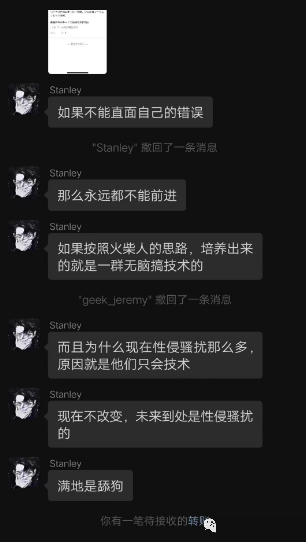 Stanley
如果不能直面自己的错误
"Stanley" 撤回了一条消息
Stanley
那么永远都不能前进
Stanley
如果按照火柴人的思路，培养出来
的就是一群无脑搞技术的
"geek_jeremy" 撤回了一条消息
Stanley
而且为什么现在性侵骚扰那么多，
原因就是他们只会技术
Stanley
现在不改变，未来到处是性侵骚扰
的
Stanley
满地是舔狗
你有一笔待接收的转账